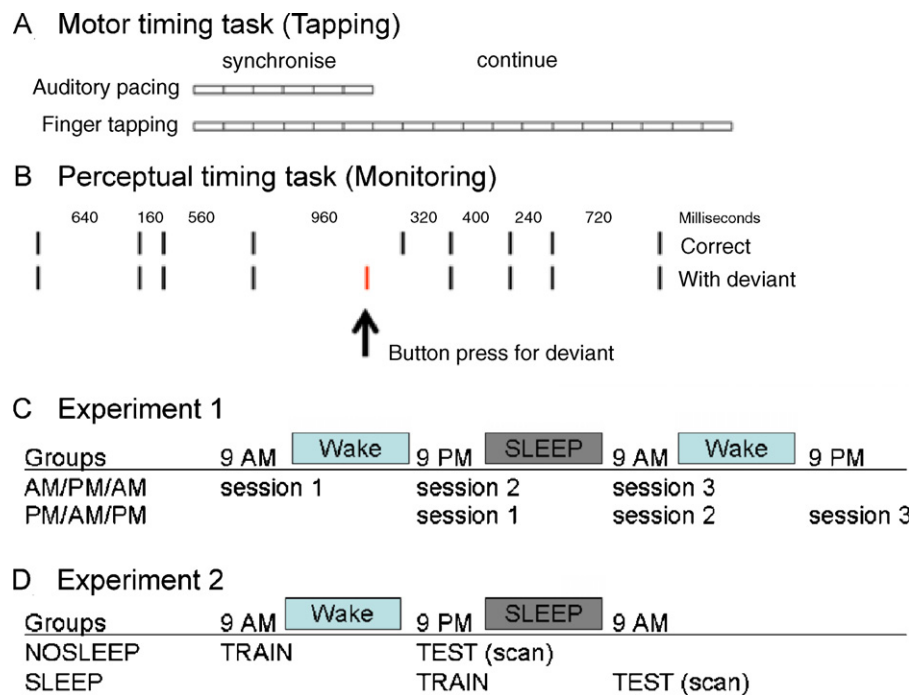 A Motor timing task (Tapping)
synchronise continue
Auditory pacing
Finger tapping
B Perceptual timing task (Monitoring)
640 160 560 960 320 400 240 720 Milliseconds
Correct
With deviant
Button press for deviant
C Experiment 1
Groups 9 AM Wake 9 PM SLEEP 9 AM Wake 9 PM
AM/PM/AM session 1 session 2 session 3
PM/AM/PM session 1 session 2 session 3
D Experiment 2
Groups 9 AM Wake 9 PM SLEEP 9 AM
NOSLEEP TRAIN TEST (scan)
SLEEP TRAIN TEST (scan)